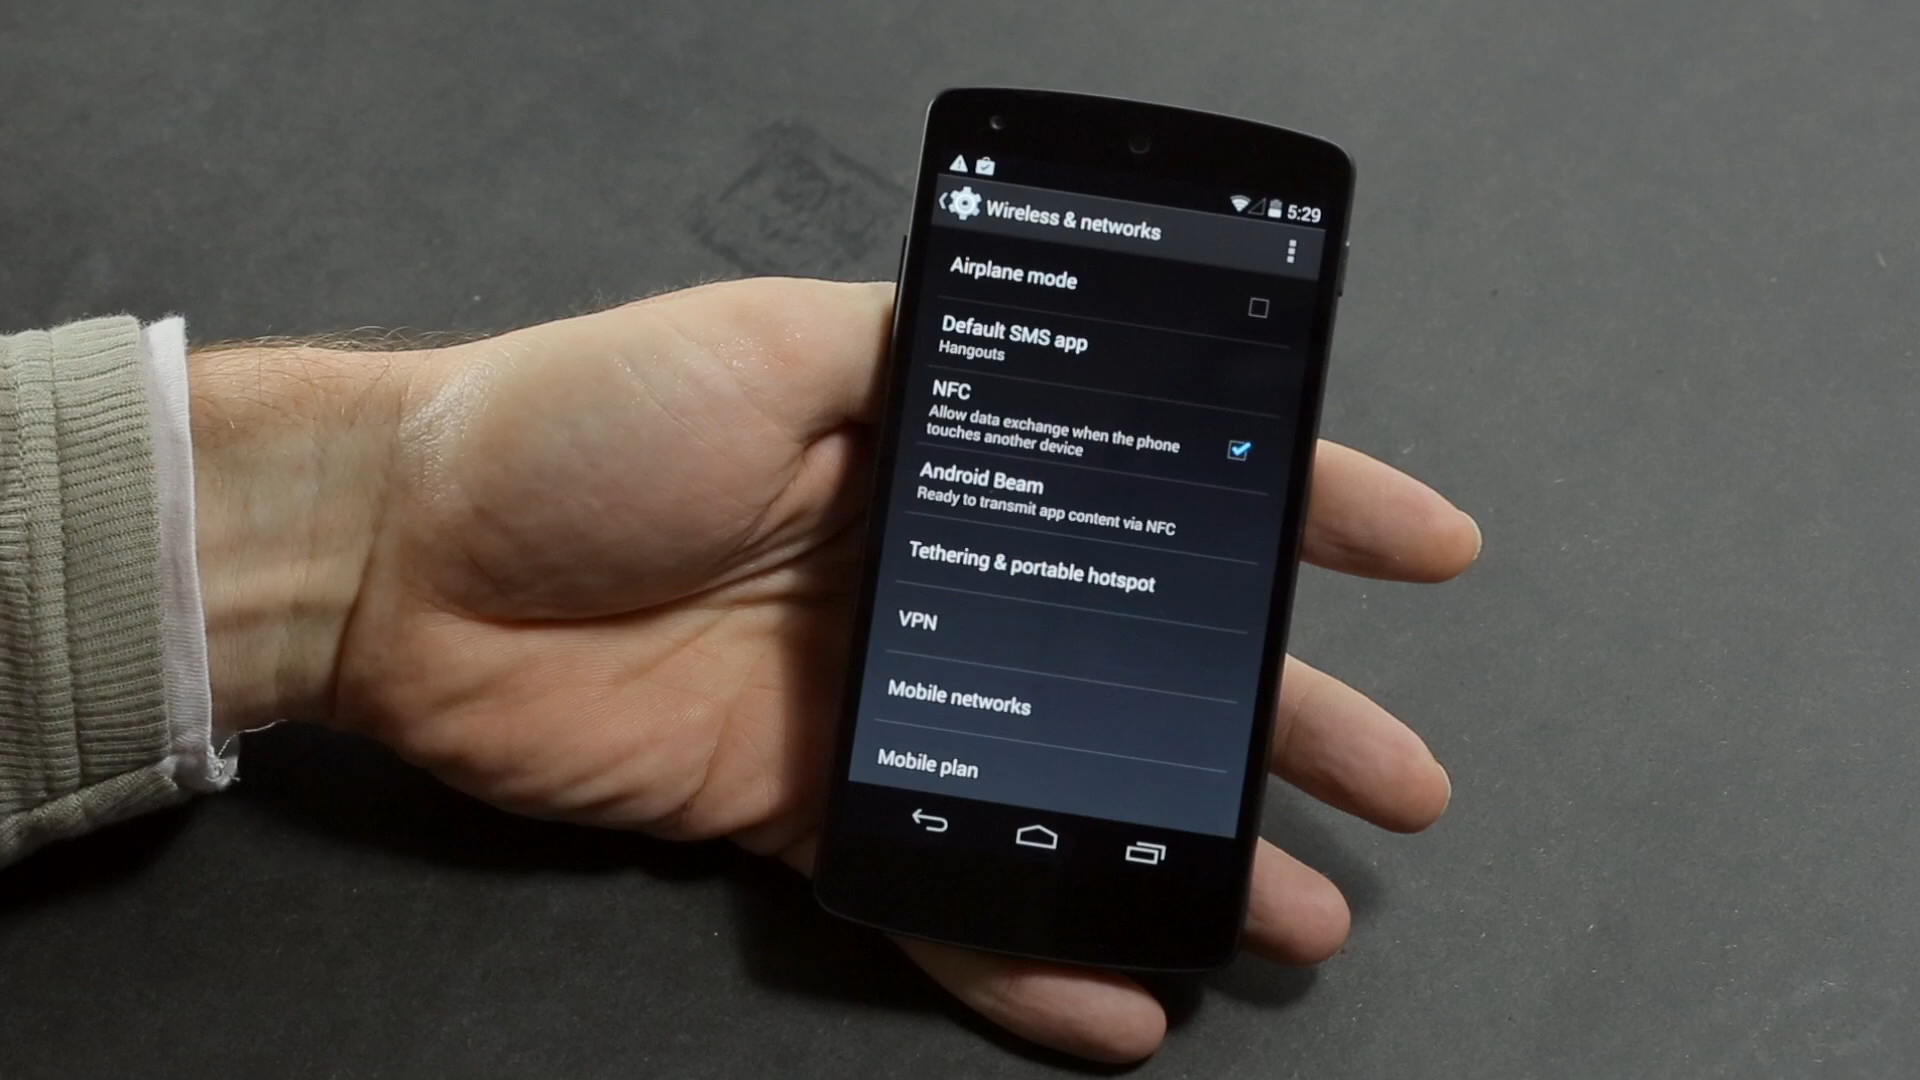 5:29
Wireless & networks
Airplane mode
Default SMS app
Hangouts
NFC
Allow data exchange when the phone
touches another device
Android Beam
Ready to transmit app content via NFC
Tethering & portable hotspot
VPN
Mobile networks
Mobile plan